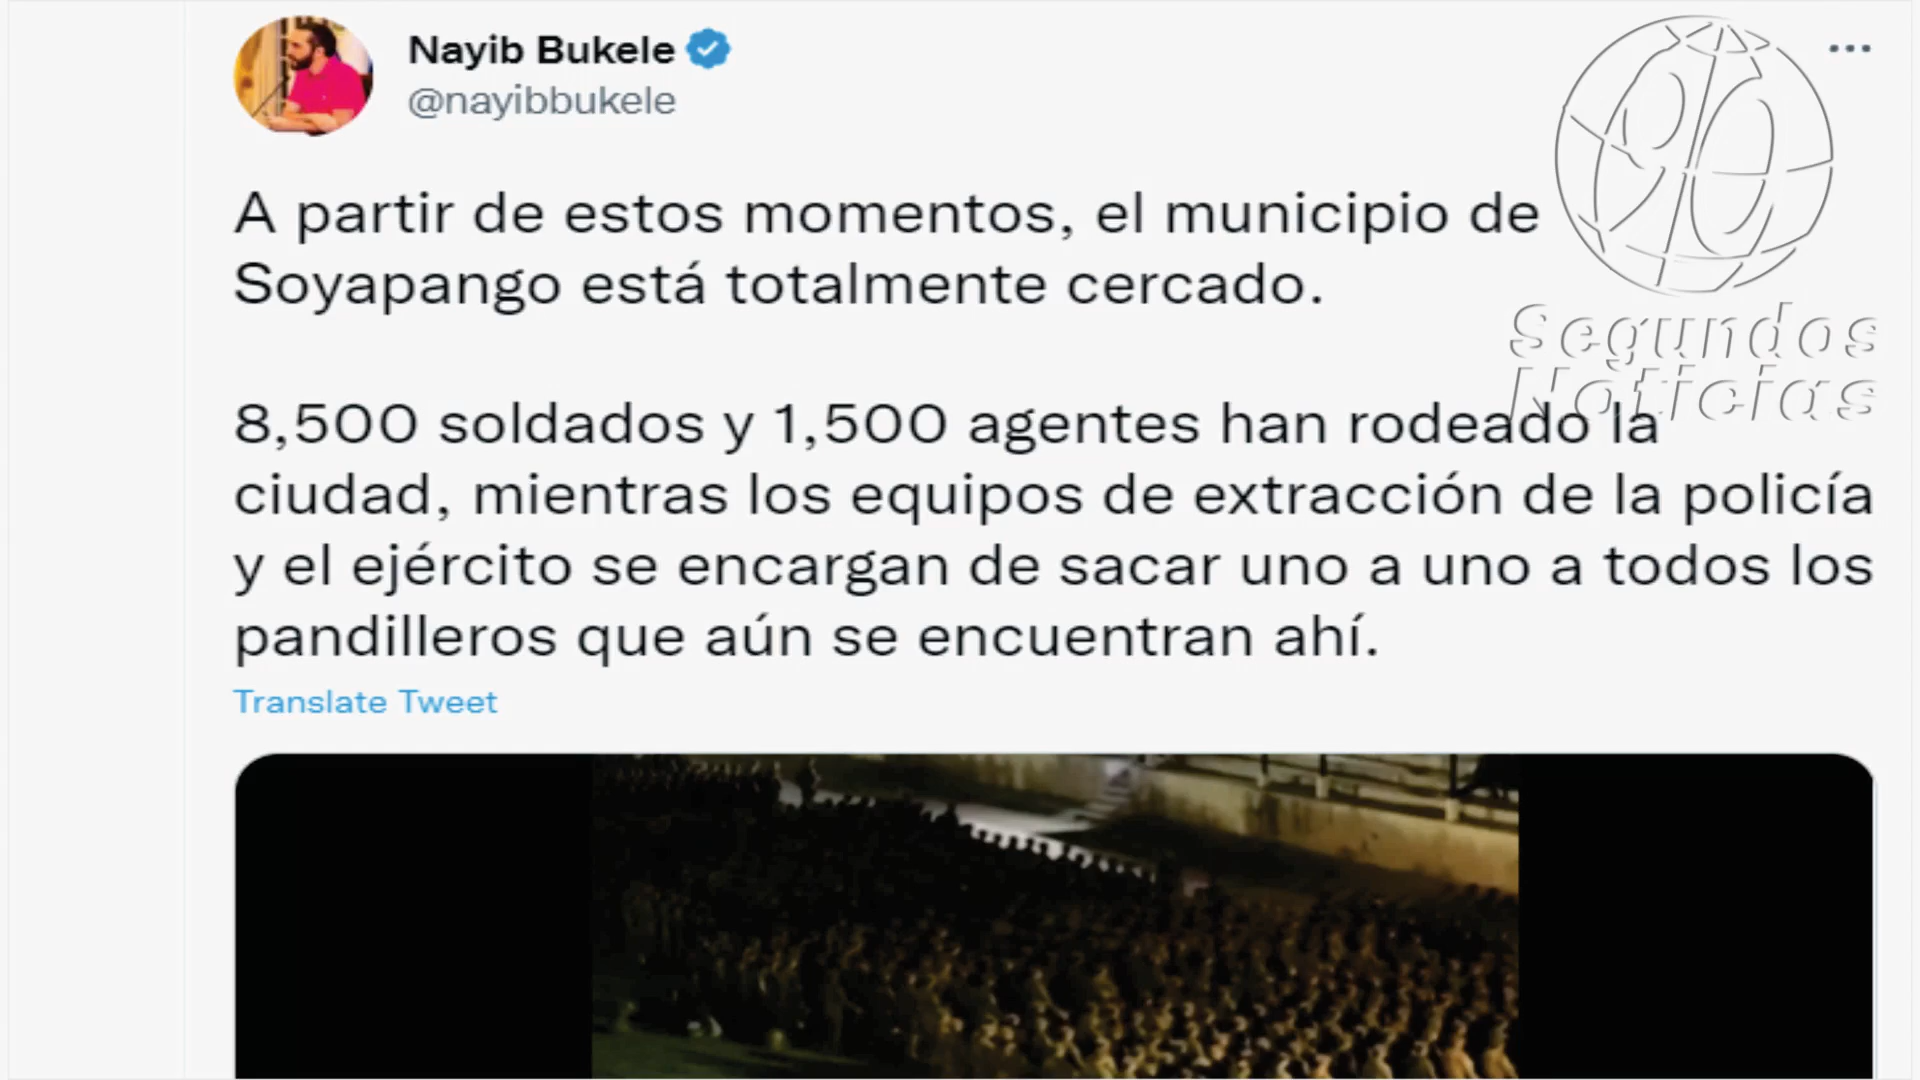 Nayib Bukele
@nayibbukele
A partir de estos momentos, el municipio de
Soyapango está totalmente cercado.
8,500 soldados y 1,500 agentes han rodeado la
ciudad, mientras los equipos de extracción de la policía
y el ejército se encargan de sacar uno a uno a todos los
pandilleros que aún se encuentran ahí.
Translate Tweet
90
Segundos
Noticias